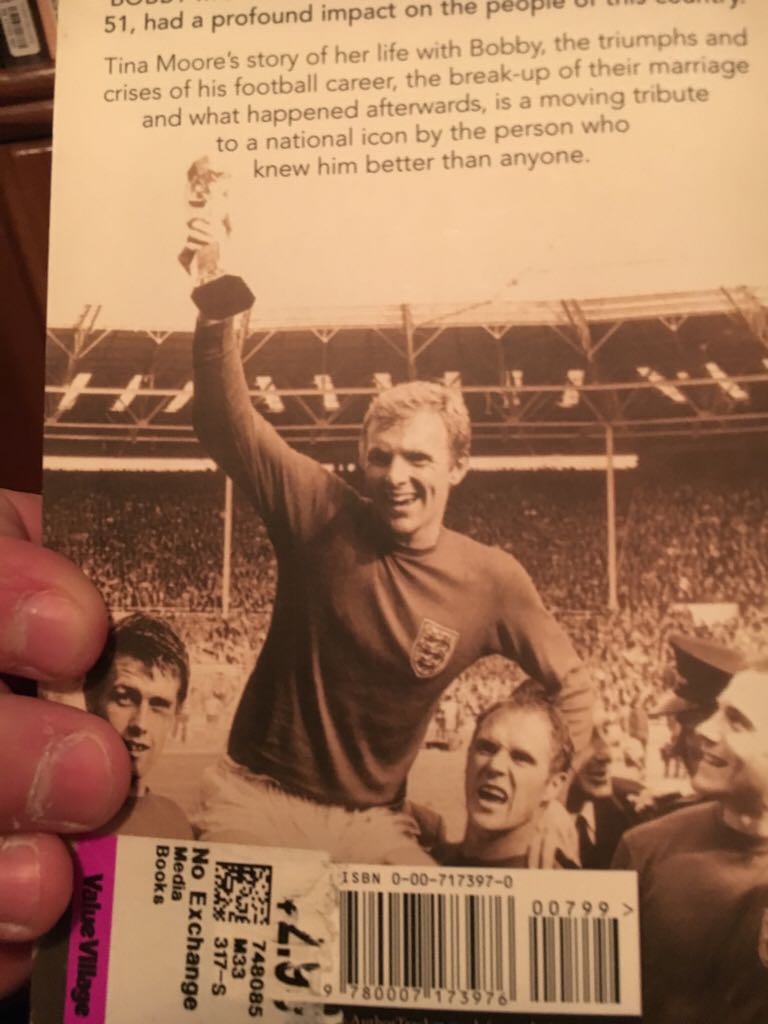 51, had a profound impact on the people of this country.
Tina Moore's story of her life with Bobby, the triumphs and
crises of his football career, the break-up of their marriage
and what happened afterwards, is a moving tribute
to a national icon by the person who
knew him better than anyone.
ValueVillage
Books
Media
No Exchange
317-S
M33
748085
ISBN 0-00-717397-0
00799 >
9 780007 173976